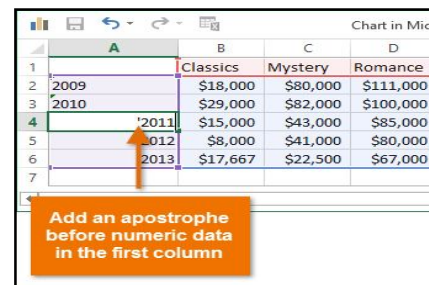 Chart in Mic
A B C D
1 Classics Mystery Romance
2 2009 $18,000 $80,000 $111,000
3 2010 $29,000 $82,000 $100,000
4 '2011 $15,000 $43,000 $85,000
5 2012 $8,000 $41,000 $80,000
6 2013 $17,667 $22,500 $67,000
7
Add an apostrophe
before numeric data
in the first column